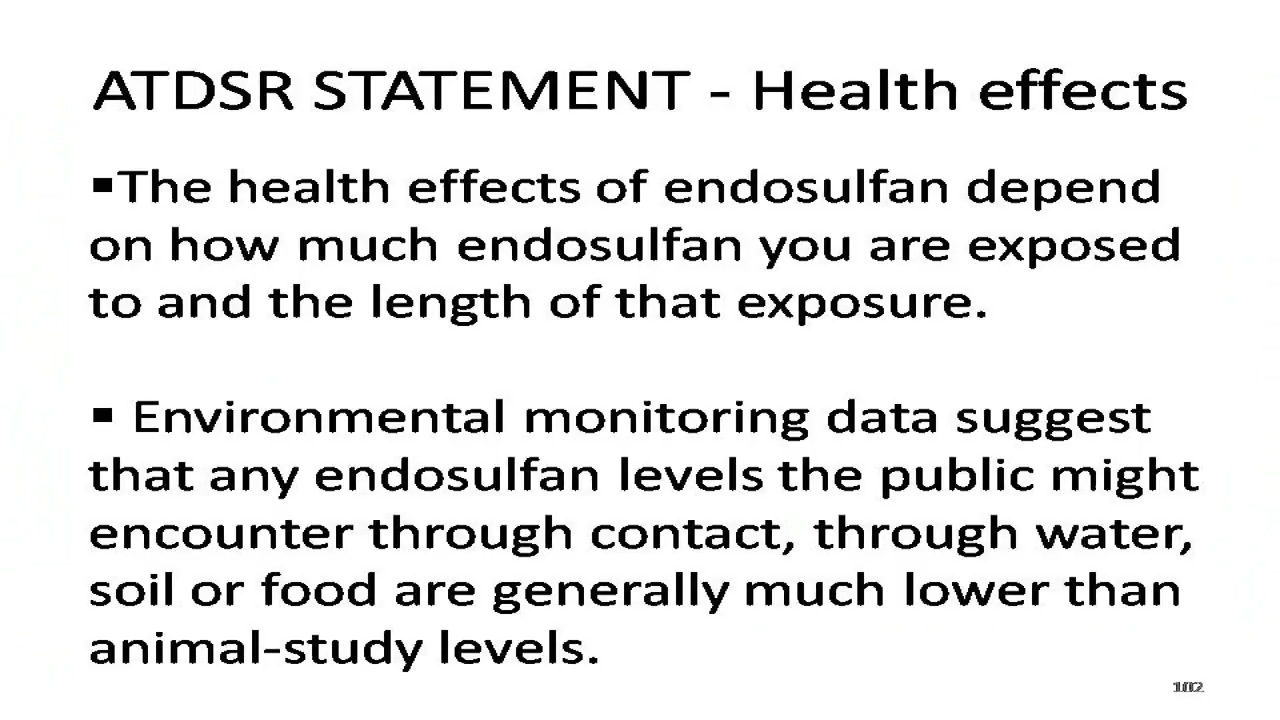 ATDSR STATEMENT - Health effects
▪The health effects of endosulfan depend
on how much endosulfan you are exposed
to and the length of that exposure.
▪ Environmental monitoring data suggest
that any endosulfan levels the public might
encounter through contact, through water,
soil or food are generally much lower than
animal-study levels.
102